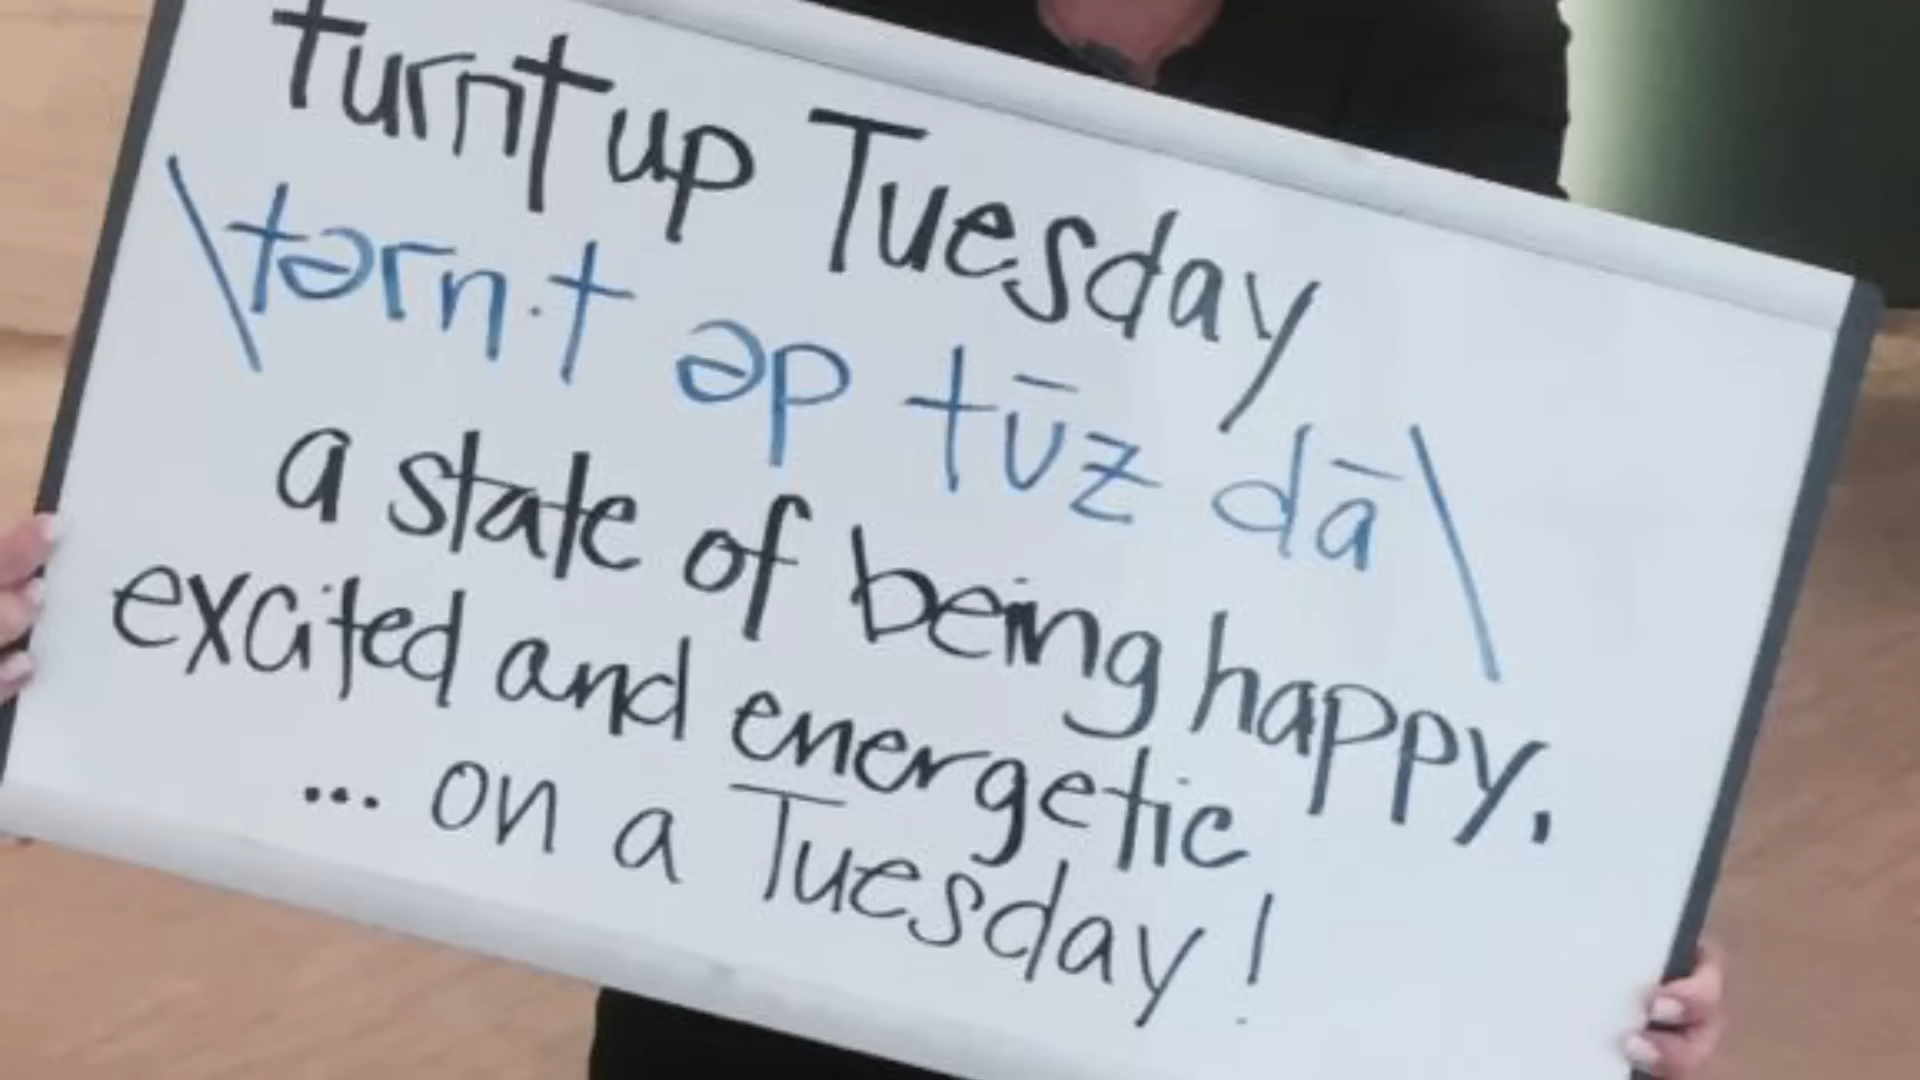 turnt up Tuesday
\tərn·t əp tūz dā\
a state of being happy,
excited and energetic
... on a Tuesday!